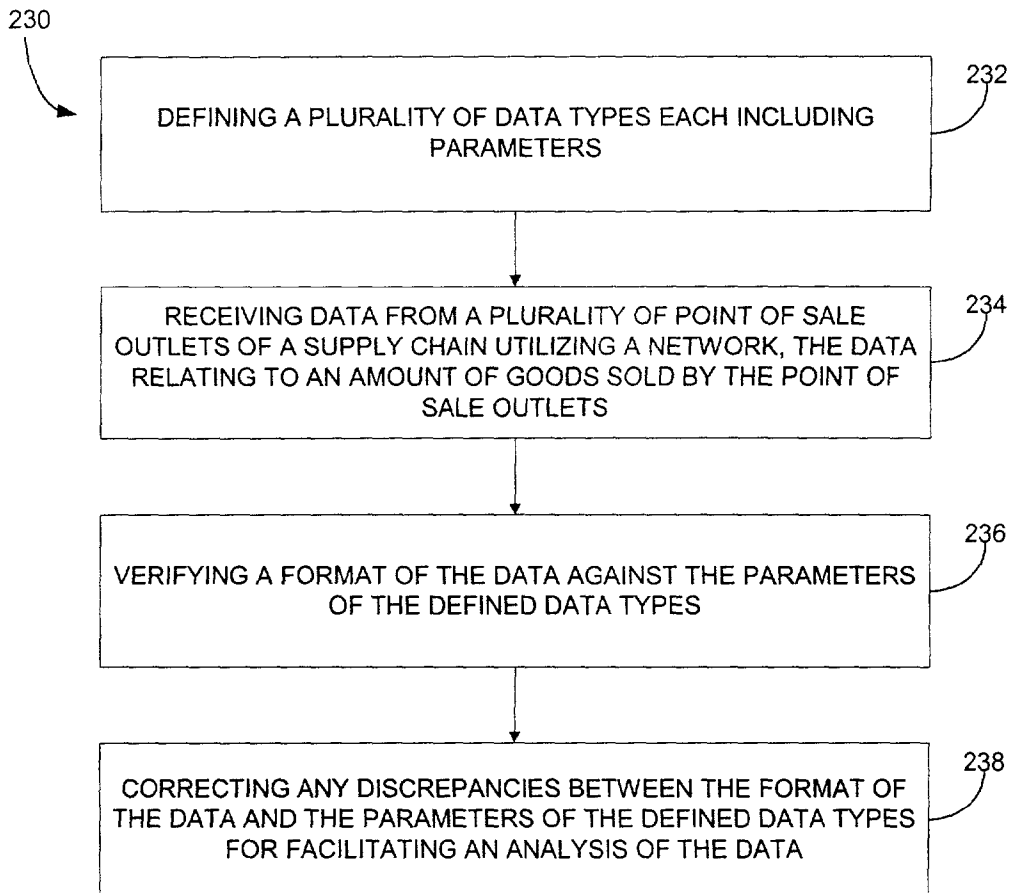 230
232
DEFINING A PLURALITY OF DATA TYPES EACH INCLUDING
PARAMETERS
234
RECEIVING DATA FROM A PLURALITY OF POINT OF SALE
OUTLETS OF A SUPPLY CHAIN UTILIZING A NETWORK, THE DATA
RELATING TO AN AMOUNT OF GOODS SOLD BY THE POINT OF
SALE OUTLETS
236
VERIFYING A FORMAT OF THE DATA AGAINST THE PARAMETERS
OF THE DEFINED DATA TYPES
238
CORRECTING ANY DISCREPANCIES BETWEEN THE FORMAT OF
THE DATA AND THE PARAMETERS OF THE DEFINED DATA TYPES
FOR FACILITATING AN ANALYSIS OF THE DATA